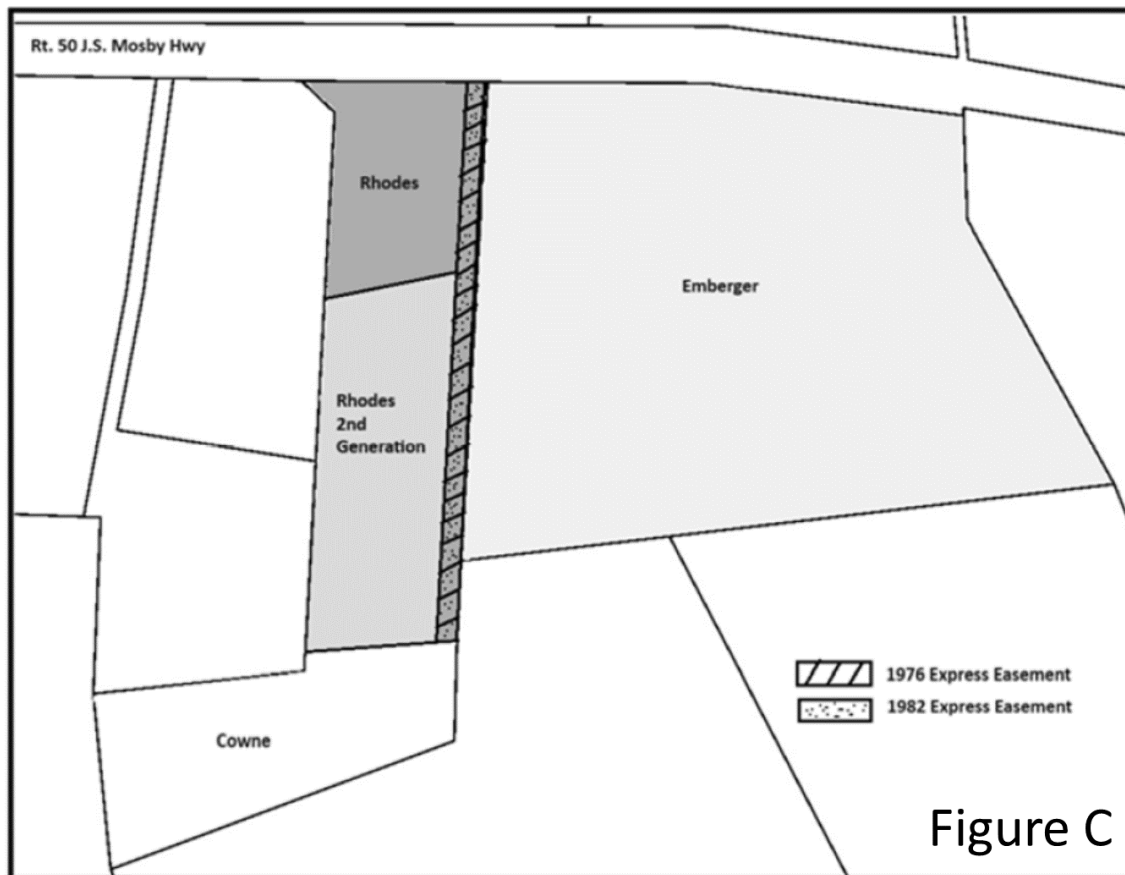 Rt. 50 J.S. Mosby Hwy
Rhodes
Emberger
Rhodes
2nd
Generation
1976 Express Easement
1982 Express Easement
Cowne
Figure C